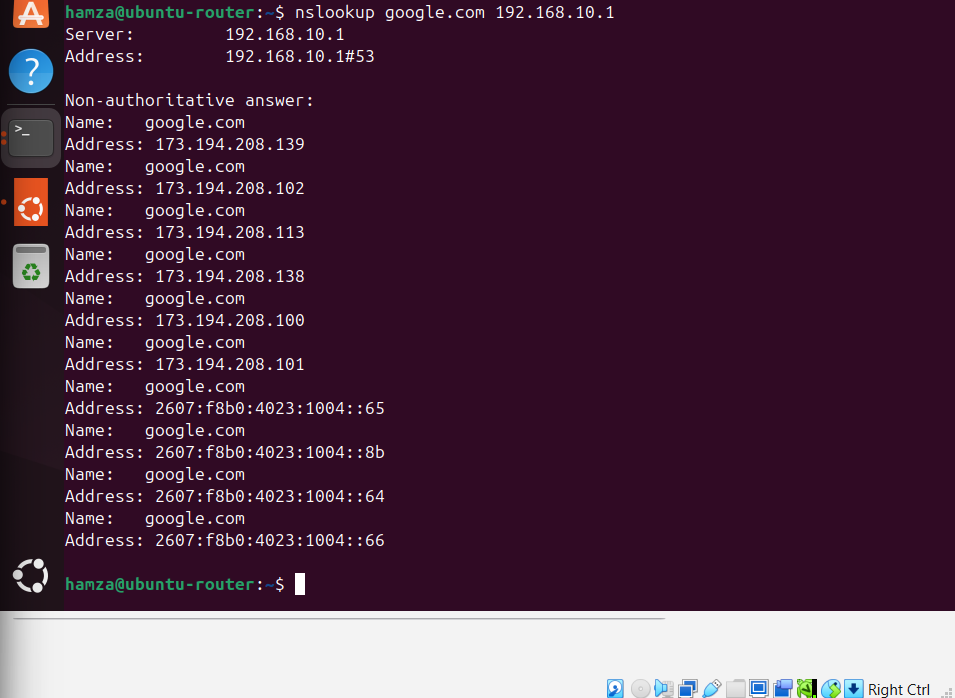 hamza@ubuntu-router:~$ nslookup google.com 192.168.10.1
Server:         192.168.10.1
Address:        192.168.10.1#53

Non-authoritative answer:
Name:   google.com
Address: 173.194.208.139
Name:   google.com
Address: 173.194.208.102
Name:   google.com
Address: 173.194.208.113
Name:   google.com
Address: 173.194.208.138
Name:   google.com
Address: 173.194.208.100
Name:   google.com
Address: 173.194.208.101
Name:   google.com
Address: 2607:f8b0:4023:1004::65
Name:   google.com
Address: 2607:f8b0:4023:1004::8b
Name:   google.com
Address: 2607:f8b0:4023:1004::64
Name:   google.com
Address: 2607:f8b0:4023:1004::66

hamza@ubuntu-router:~$
Right Ctrl